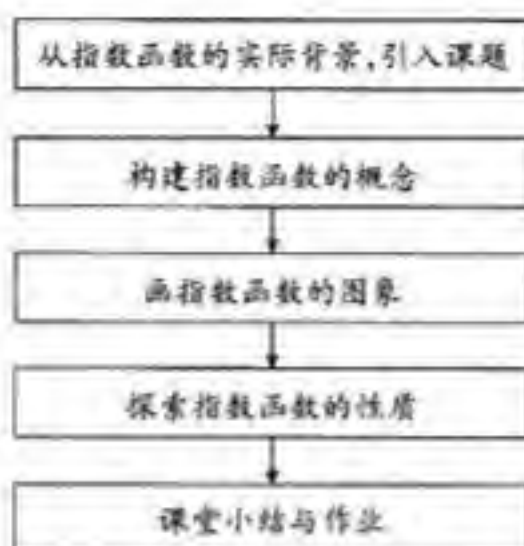 从指数函数的实际背景,引入课题
构建指数函数的概念
画指数函数的图象
探索指数函数的性质
课堂小结与作业